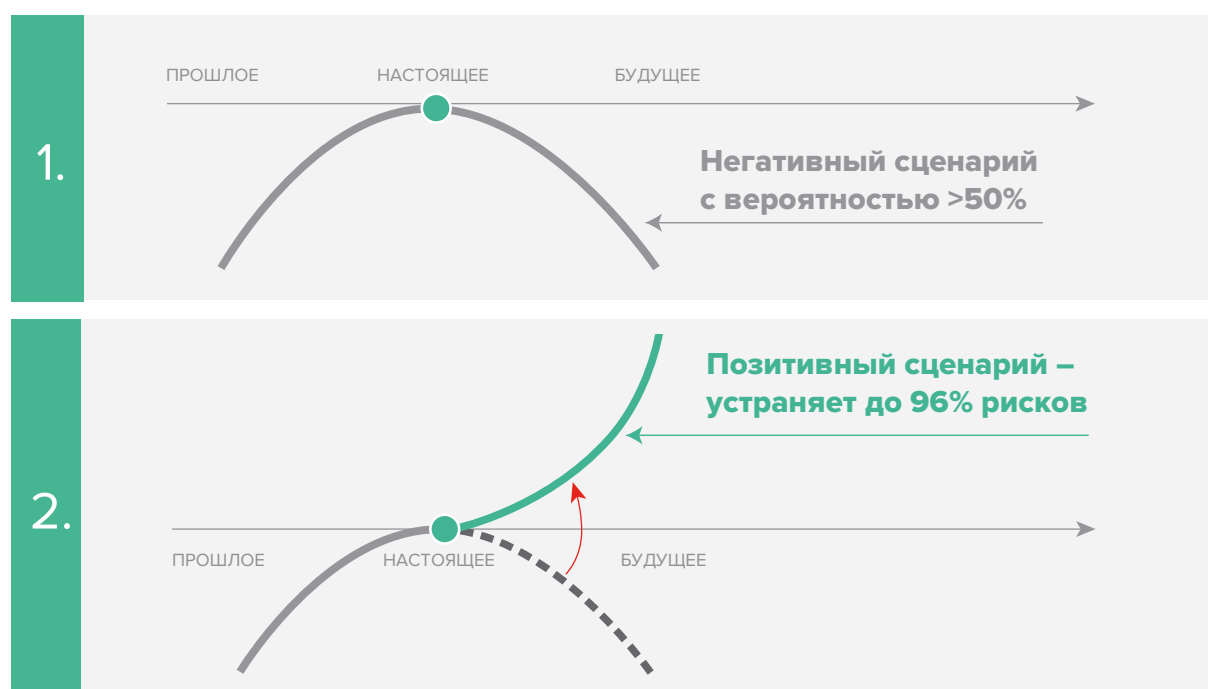 1.
ПРОШЛОЕ НАСТОЯЩЕЕ БУДУЩЕЕ
Негативный сценарий
с вероятностью >50%
2.
Позитивный сценарий –
устраняет до 96% рисков
ПРОШЛОЕ НАСТОЯЩЕЕ БУДУЩЕЕ